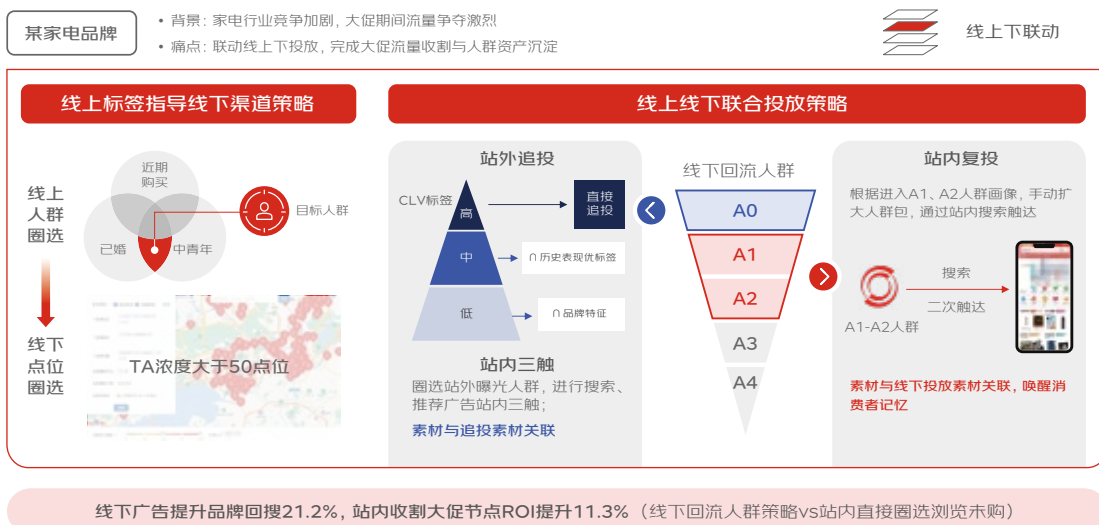 某家电品牌
• 背景: 家电行业竞争加剧, 大促期间流量争夺激烈
• 痛点: 联动线上下投放, 完成大促流量收割与人群资产沉淀
线上下联动
线上标签指导线下渠道策略
线上
人群
圈选
近期
购买
已婚
中青年
目标人群
线下
点位
圈选
TA浓度大于50点位
线上线下联合投放策略
站外追投
CLV标签
高
直接
追投
中
∩历史表现优标签
低
∩品牌特征
站内三触
圈选站外曝光人群, 进行搜索、
推荐广告站内三触;
素材与追投素材关联
线下回流人群
A0
A1
A2
A3
A4
站内复投
根据进入A1、A2人群画像, 手动扩
大人群包, 通过站内搜索触达
搜索
二次触达
A1-A2人群
素材与线下投放素材关联, 唤醒消
费者记忆
线下广告提升品牌回搜21.2%, 站内收割大促节点ROI提升11.3% (线下回流人群策略vs站内直接圈选浏览未购)